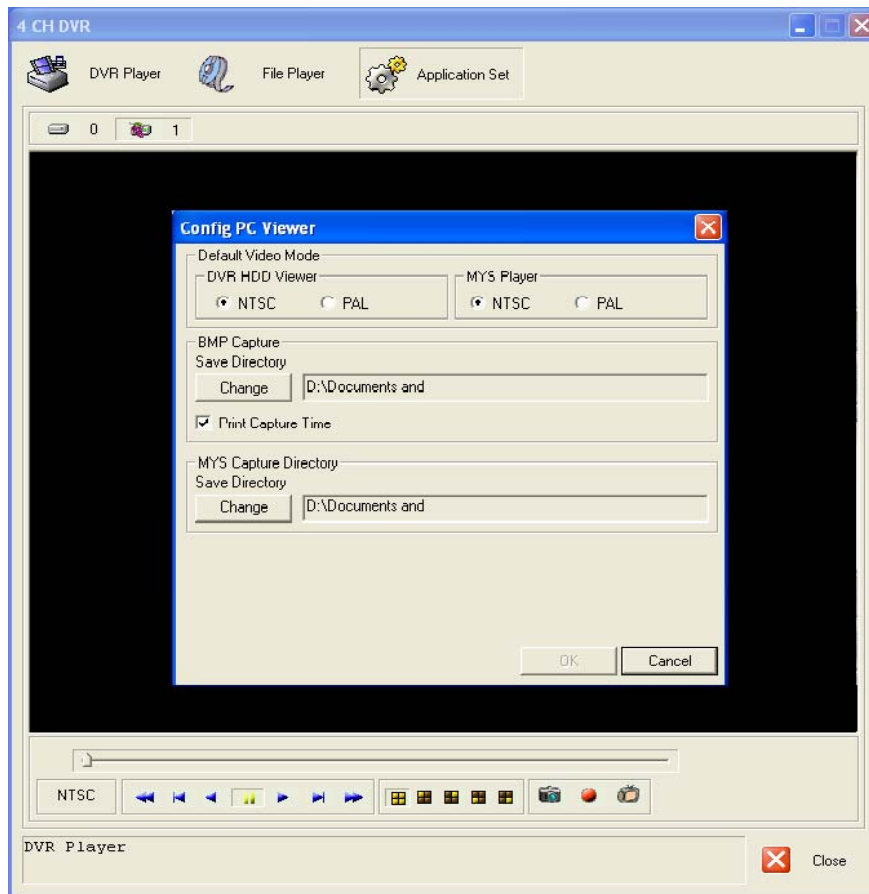 4 CH DVR
DVR Player File Player Application Set
0 1
Config PC Viewer
Default Video Mode
DVR HDD Viewer MYS Player
NTSC PAL NTSC PAL
BMP Capture
Save Directory
Change D:\Documents and
Print Capture Time
MYS Capture Directory
Save Directory
Change D:\Documents and
OK Cancel
NTSC
DVR Player
Close